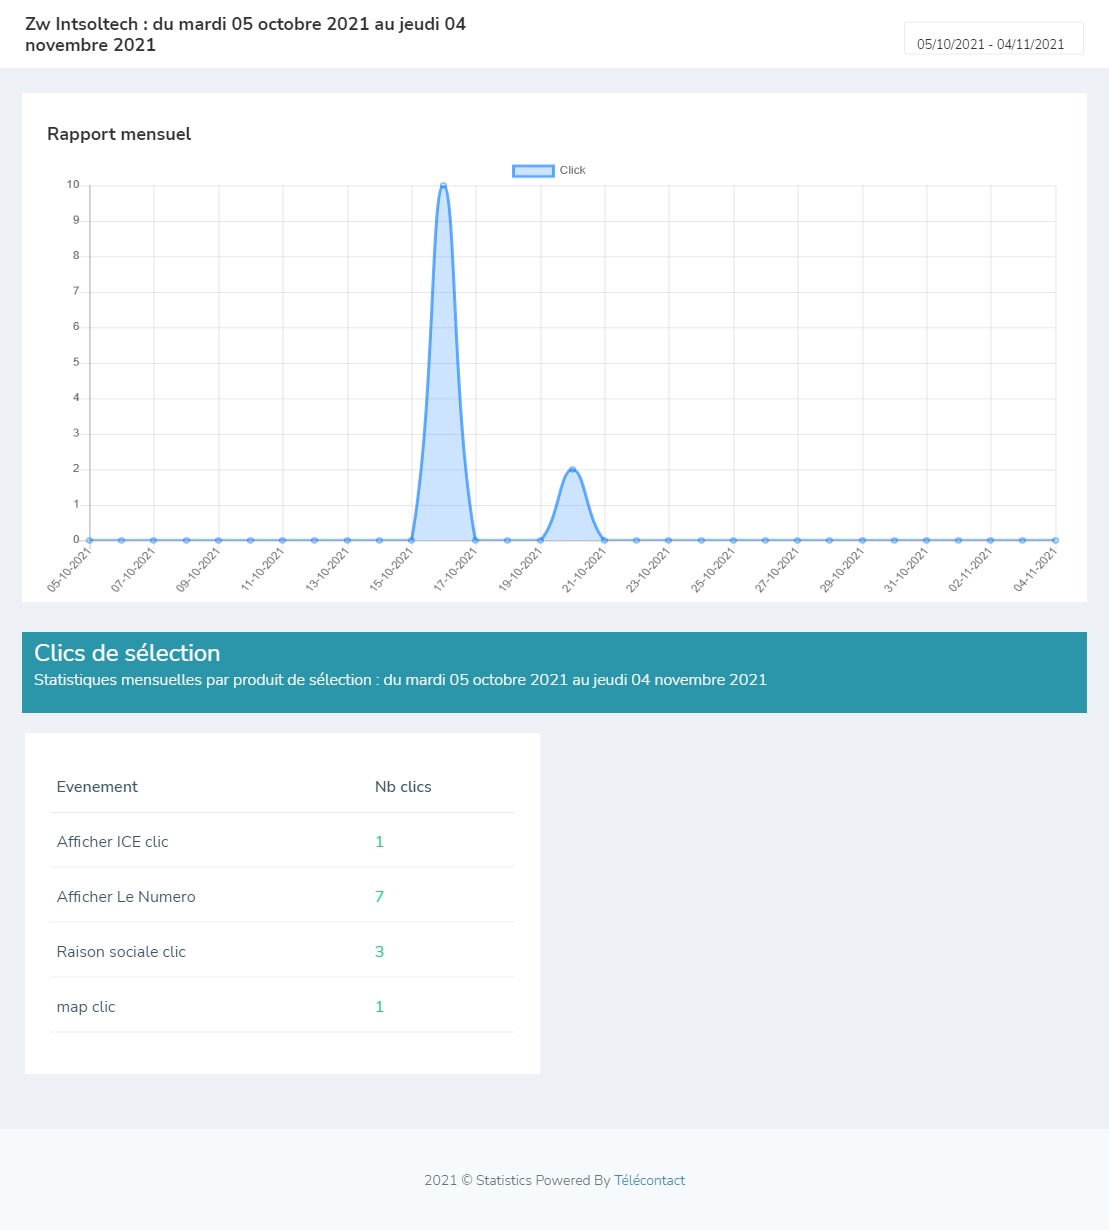 Zw Intsoltech : du mardi 05 octobre 2021 au jeudi 04
novembre 2021
05/10/2021 - 04/11/2021
Rapport mensuel
Click
10
9
8
7
6
5
4
3
2
1
0
05-10-2021
07-10-2021
09-10-2021
11-10-2021
13-10-2021
15-10-2021
17-10-2021
19-10-2021
21-10-2021
23-10-2021
25-10-2021
27-10-2021
29-10-2021
31-10-2021
02-11-2021
04-11-2021
Clics de sélection
Statistiques mensuelles par produit de sélection : du mardi 05 octobre 2021 au jeudi 04 novembre 2021
Evenement Nb clics
Afficher ICE clic 1
Afficher Le Numero 7
Raison sociale clic 3
map clic 1
2021 © Statistics Powered By Télécontact